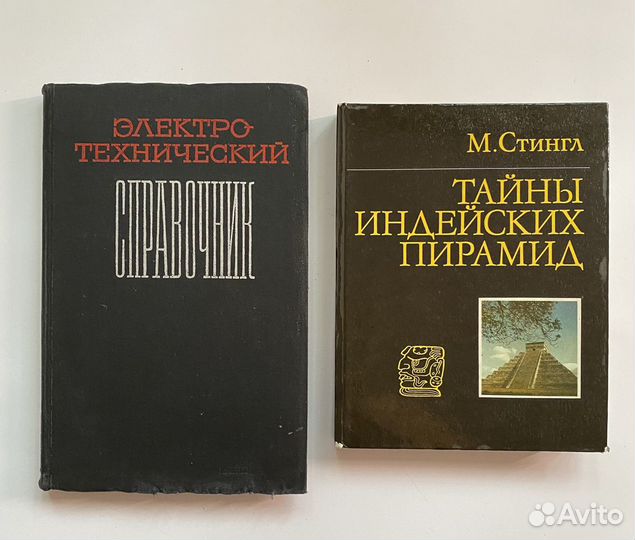 ЭЛЕКТРО-
ТЕХНИЧЕСКИЙ
СПРАВОЧНИК
М.Стингл
ТАЙНЫ
ИНДЕЙСКИХ
ПИРАМИД
Avito